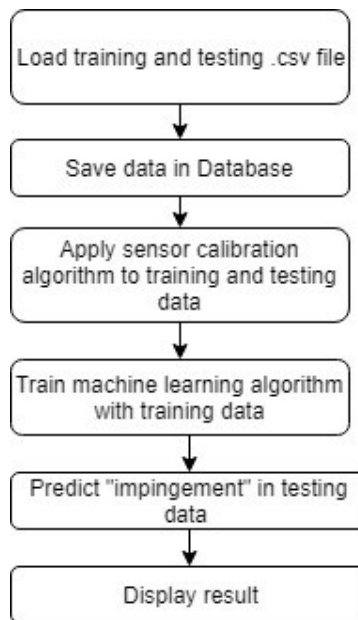 Load training and testing .csv file
Save data in Database
Apply sensor calibration
algorithm to training and testing
data
Train machine learning algorithm
with training data
Predict "impingement" in testing
data
Display result